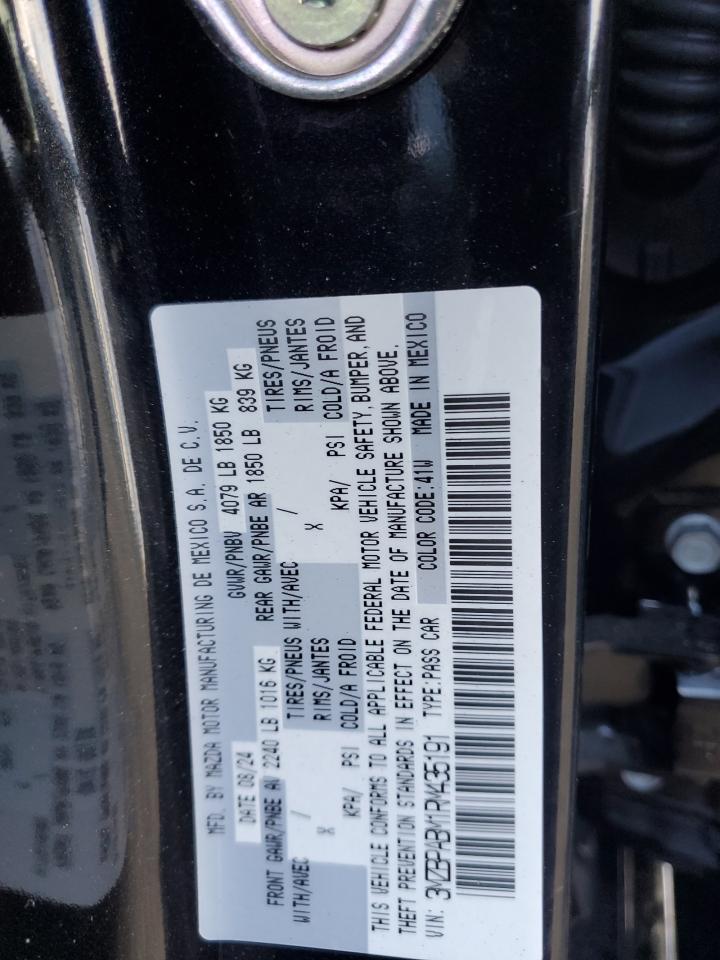 MFD. BY MAZDA MOTOR MANUFACTURING DE MEXICO S.A. DE C.V.
DATE 08/24 GVWR/PNBV 4079 LB 1850 KG
FRONT GAWR/PNBE AV 2240 LB 1016 KG REAR GAWR/PNBE AR 1850 LB 839 KG
WITH/AVEC / TIRES/PNEUS WITH/AVEC / TIRES/PNEUS
X RIMS/JANTES X RIMS/JANTES
KPA/ PSI COLD/A FROID KPA/ PSI COLD/A FROID
THIS VEHICLE CONFORMS TO ALL APPLICABLE FEDERAL MOTOR VEHICLE SAFETY, BUMPER, AND
THEFT PREVENTION STANDARDS IN EFFECT ON THE DATE OF MANUFACTURE SHOWN ABOVE.
VIN: 3MZBPABM1RM435191 TYPE:PASS CAR COLOR CODE:41W MADE IN MEXICO